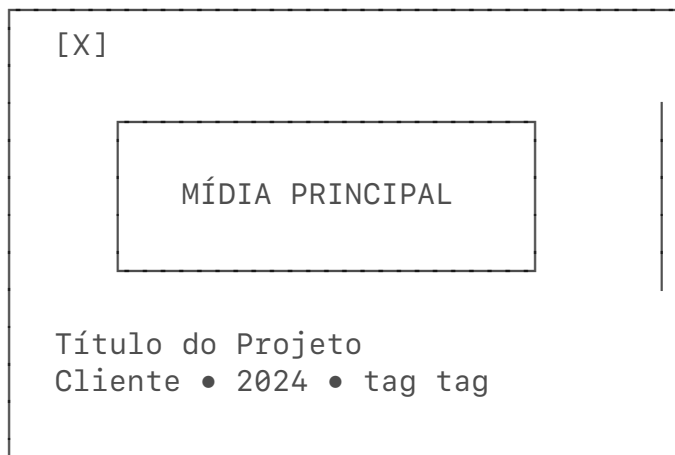 [X]
MÍDIA PRINCIPAL
Título do Projeto
Cliente ● 2024 ● tag tag